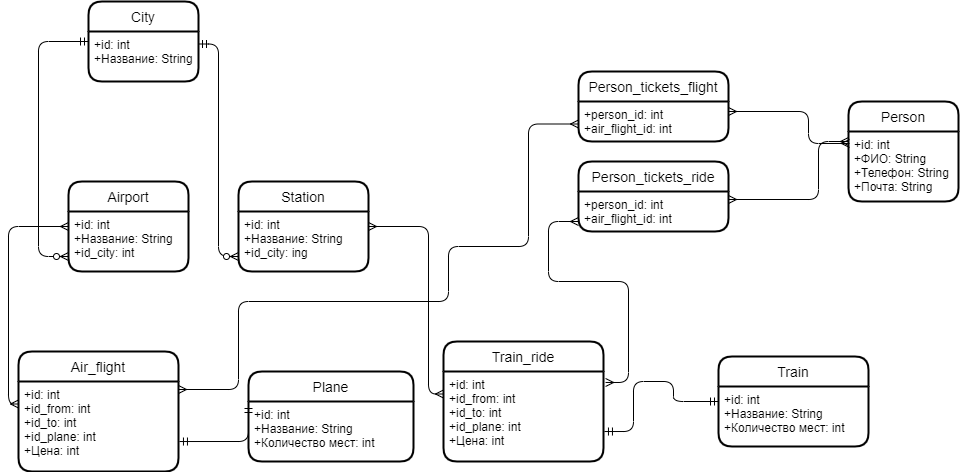 City
+id: int
+Название: String
Person_tickets_flight
+person_id: int
+air_flight_id: int
Person
+id: int
+ФИО: String
+Телефон: String
+Почта: String
Person_tickets_ride
+person_id: int
+air_flight_id: int
Airport
+id: int
+Название: String
+id_city: int
Station
+id: int
+Название: String
+id_city: ing
Air_flight
+id: int
+id_from: int
+id_to: int
+id_plane: int
+Цена: int
Plane
+id: int
+Название: String
+Количество мест: int
Train_ride
+id: int
+id_from: int
+id_to: int
+id_plane: int
+Цена: int
Train
+id: int
+Название: String
+Количество мест: int